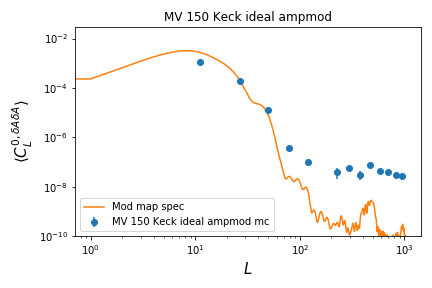 MV 150 Keck ideal ampmod
10⁻²
10⁻⁴
10⁻⁶
10⁻⁸
10⁻¹⁰
⟨C_L^{0,δAδA}⟩
Mod map spec
MV 150 Keck ideal ampmod mc
10⁰ 10¹ 10² 10³
L